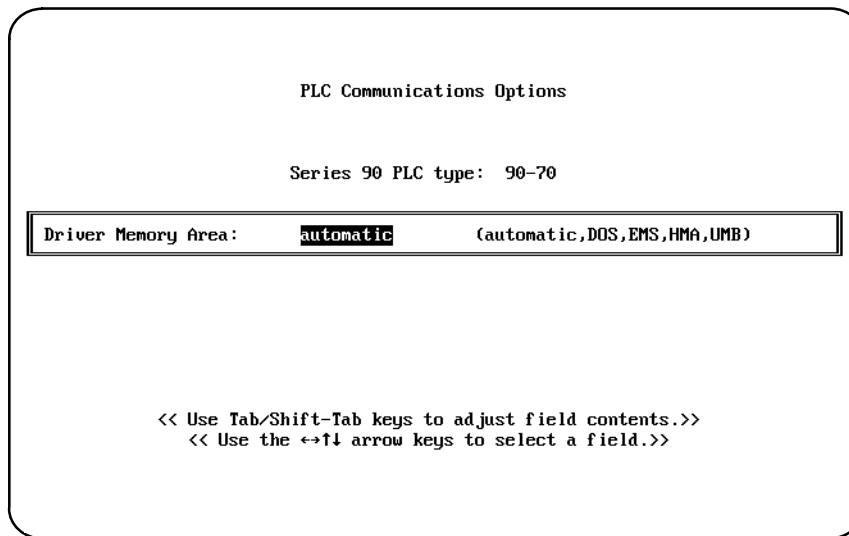 PLC Communications Options
Series 90 PLC type: 90-70
Driver Memory Area: automatic (automatic,DOS,EMS,HMA,UMB)
<< Use Tab/Shift-Tab keys to adjust field contents.>>
<< Use the ↔↑↓ arrow keys to select a field.>>